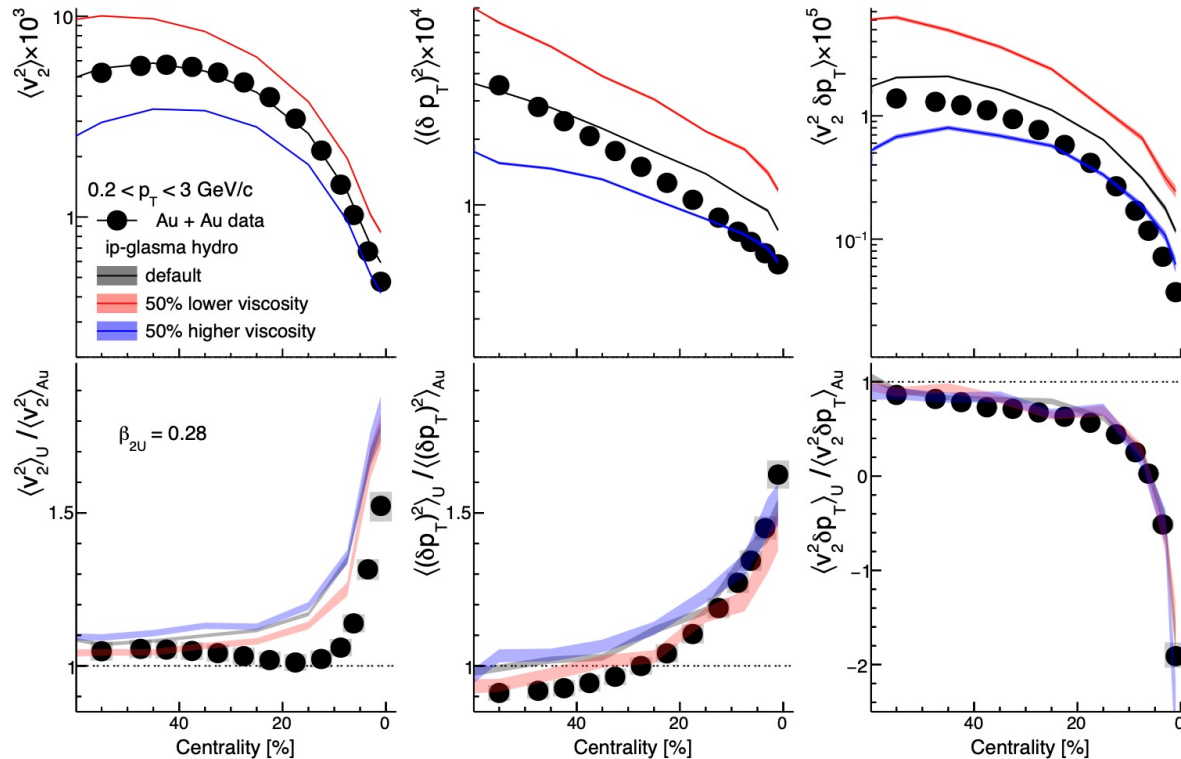 ⟨v₂²⟩×10³
10
1
0.2 < p_T < 3 GeV/c
Au + Au data
ip-glasma hydro
default
50% lower viscosity
50% higher viscosity
⟨(δ p_T)²⟩×10⁴
1
⟨v₂² δp_T⟩×10⁵
1
10⁻¹
⟨v₂²⟩_U / ⟨v₂²⟩_Au
β_2U = 0.28
1.5
1
40 20 0
Centrality [%]
⟨(δp_T)²⟩_U / ⟨(δp_T)²⟩_Au
1.5
1
40 20 0
Centrality [%]
⟨v₂²δp_T⟩_U / ⟨v₂²δp_T⟩_Au
1
0
−1
−2
40 20 0
Centrality [%]